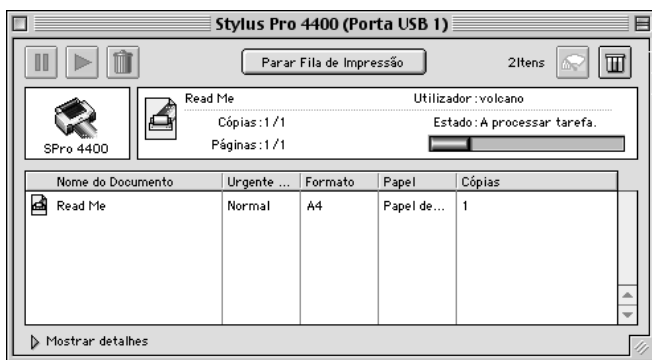 Stylus Pro 4400 (Porta USB 1)
Parar Fila de Impressão
2Itens
Read Me
Utilizador:volcano
Cópias:1/1
Estado:A processar tarefa.
SPro 4400
Páginas:1/1
Nome do Documento Urgente ... Formato Papel Cópias
Read Me Normal A4 Papel de... 1
Mostrar detalhes